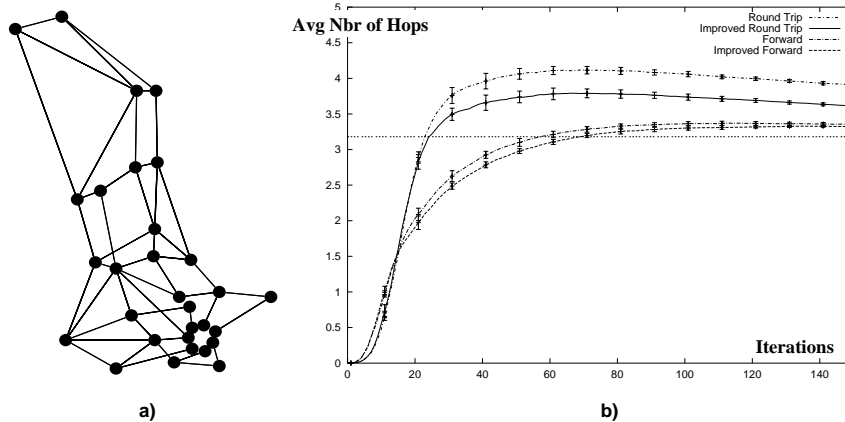 Avg Nbr of Hops
Round Trip
Improved Round Trip
Forward
Improved Forward
5
4.5
4
3.5
3
2.5
2
1.5
1
0.5
0
Iterations
0 20 40 60 80 100 120 140
a) b)